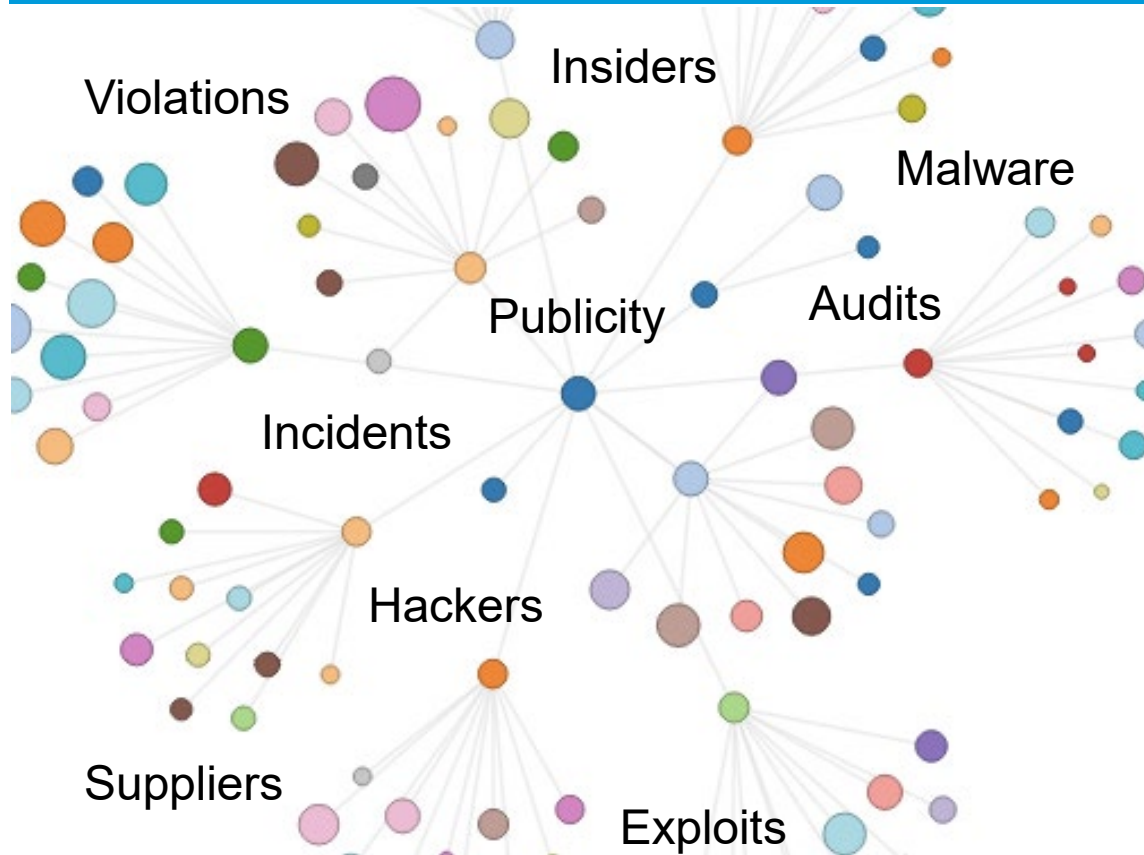 Insiders
Violations
Malware
Publicity
Audits
Incidents
Hackers
Suppliers
Exploits